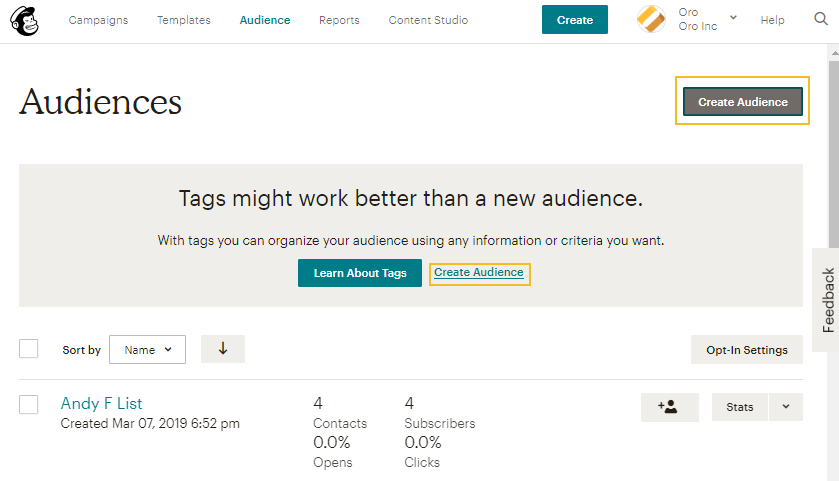 Campaigns Templates Audience Reports Content Studio Create Oro Help
Oro Inc
Audiences
Create Audience
Tags might work better than a new audience.
With tags you can organize your audience using any information or criteria you want.
Learn About Tags Create Audience
Feedback
Sort by Name Opt-In Settings
Andy F List 4 4 Stats
Created Mar 07, 2019 6:52 pm Contacts Subscribers
0.0% 0.0%
Opens Clicks